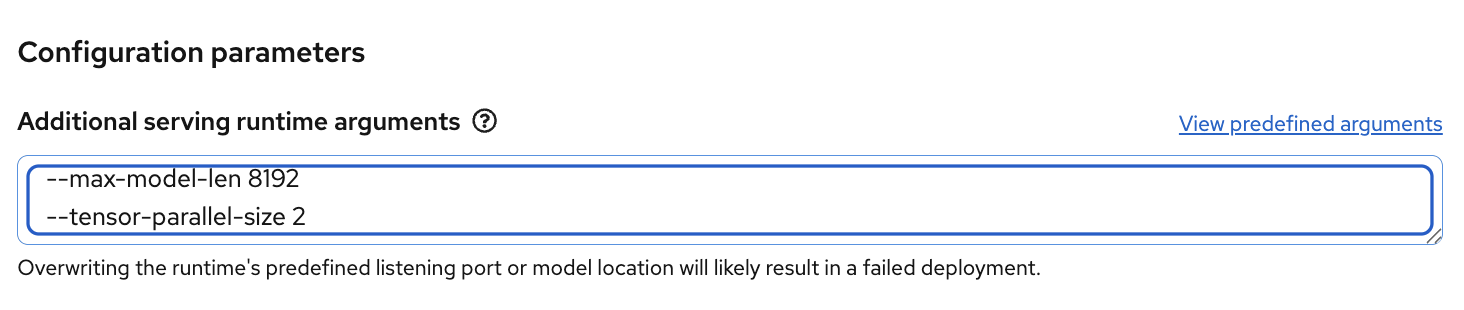 Configuration parameters
Additional serving runtime arguments
View predefined arguments
--max-model-len 8192
--tensor-parallel-size 2
Overwriting the runtime's predefined listening port or model location will likely result in a failed deployment.